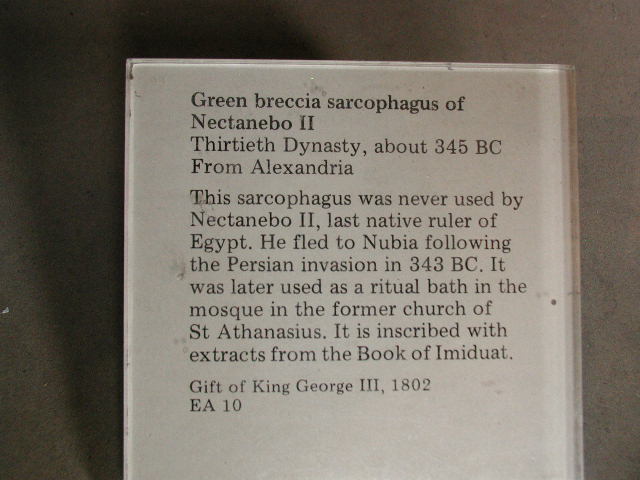 Green breccia sarcophagus of
Nectanebo II
Thirtieth Dynasty, about 345 BC
From Alexandria
This sarcophagus was never used by
Nectanebo II, last native ruler of
Egypt. He fled to Nubia following
the Persian invasion in 343 BC. It
was later used as a ritual bath in the
mosque in the former church of
St Athanasius. It is inscribed with
extracts from the Book of Imiduat.
Gift of King George III, 1802
EA 10